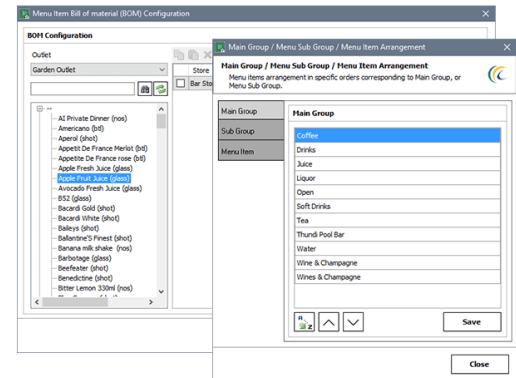 Menu Item Bill of material (BOM) Configuration
BOM Configuration
Outlet
Garden Outlet
Store
Bar Sto
--
AI Private Dinner (nos)
Americano (btl)
Aperol (shot)
Appetit De France Merlot (btl)
Appetite De France rose (btl)
Apple Fresh Juice (glass)
Apple Fruit Juice (glass)
Avocado Fresh Juice (glass)
B52 (glass)
Bacardi Gold (shot)
Bacardi White (shot)
Baileys (shot)
Ballantine'S Finest (shot)
Banana milk shake (nos)
Barbotage (glass)
Beefeater (shot)
Benedictine (shot)
Bitter Lemon 330ml (nos)
Main Group / Menu Sub Group / Menu Item Arrangement
Main Group / Menu Sub Group / Menu Item Arrangement
Menu items arrangement in specific orders corresponding to Main Group, or
Menu Sub Group.
Main Group
Sub Group
Menu Item
Main Group
Coffee
Drinks
Juice
Liquor
Open
Soft Drinks
Tea
Thundi Pool Bar
Water
Wine & Champagne
Wines & Champagne
Save
Close